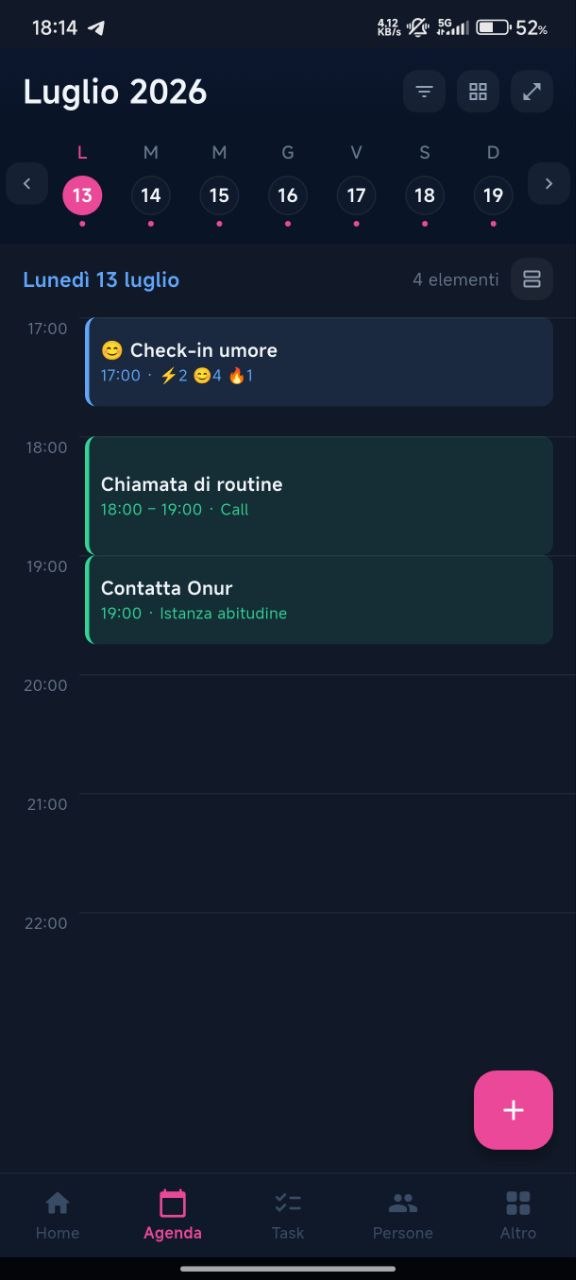 18:14
4,12 KB/s 5G 52%
Luglio 2026
L M M G V S D
13 14 15 16 17 18 19
Lunedì 13 luglio
4 elementi
17:00
😊 Check-in umore
17:00 · ⚡2 😊4 🔥1
18:00
Chiamata di routine
18:00 – 19:00 · Call
19:00
Contatta Onur
19:00 · Istanza abitudine
20:00
21:00
22:00
Home Agenda Task Persone Altro